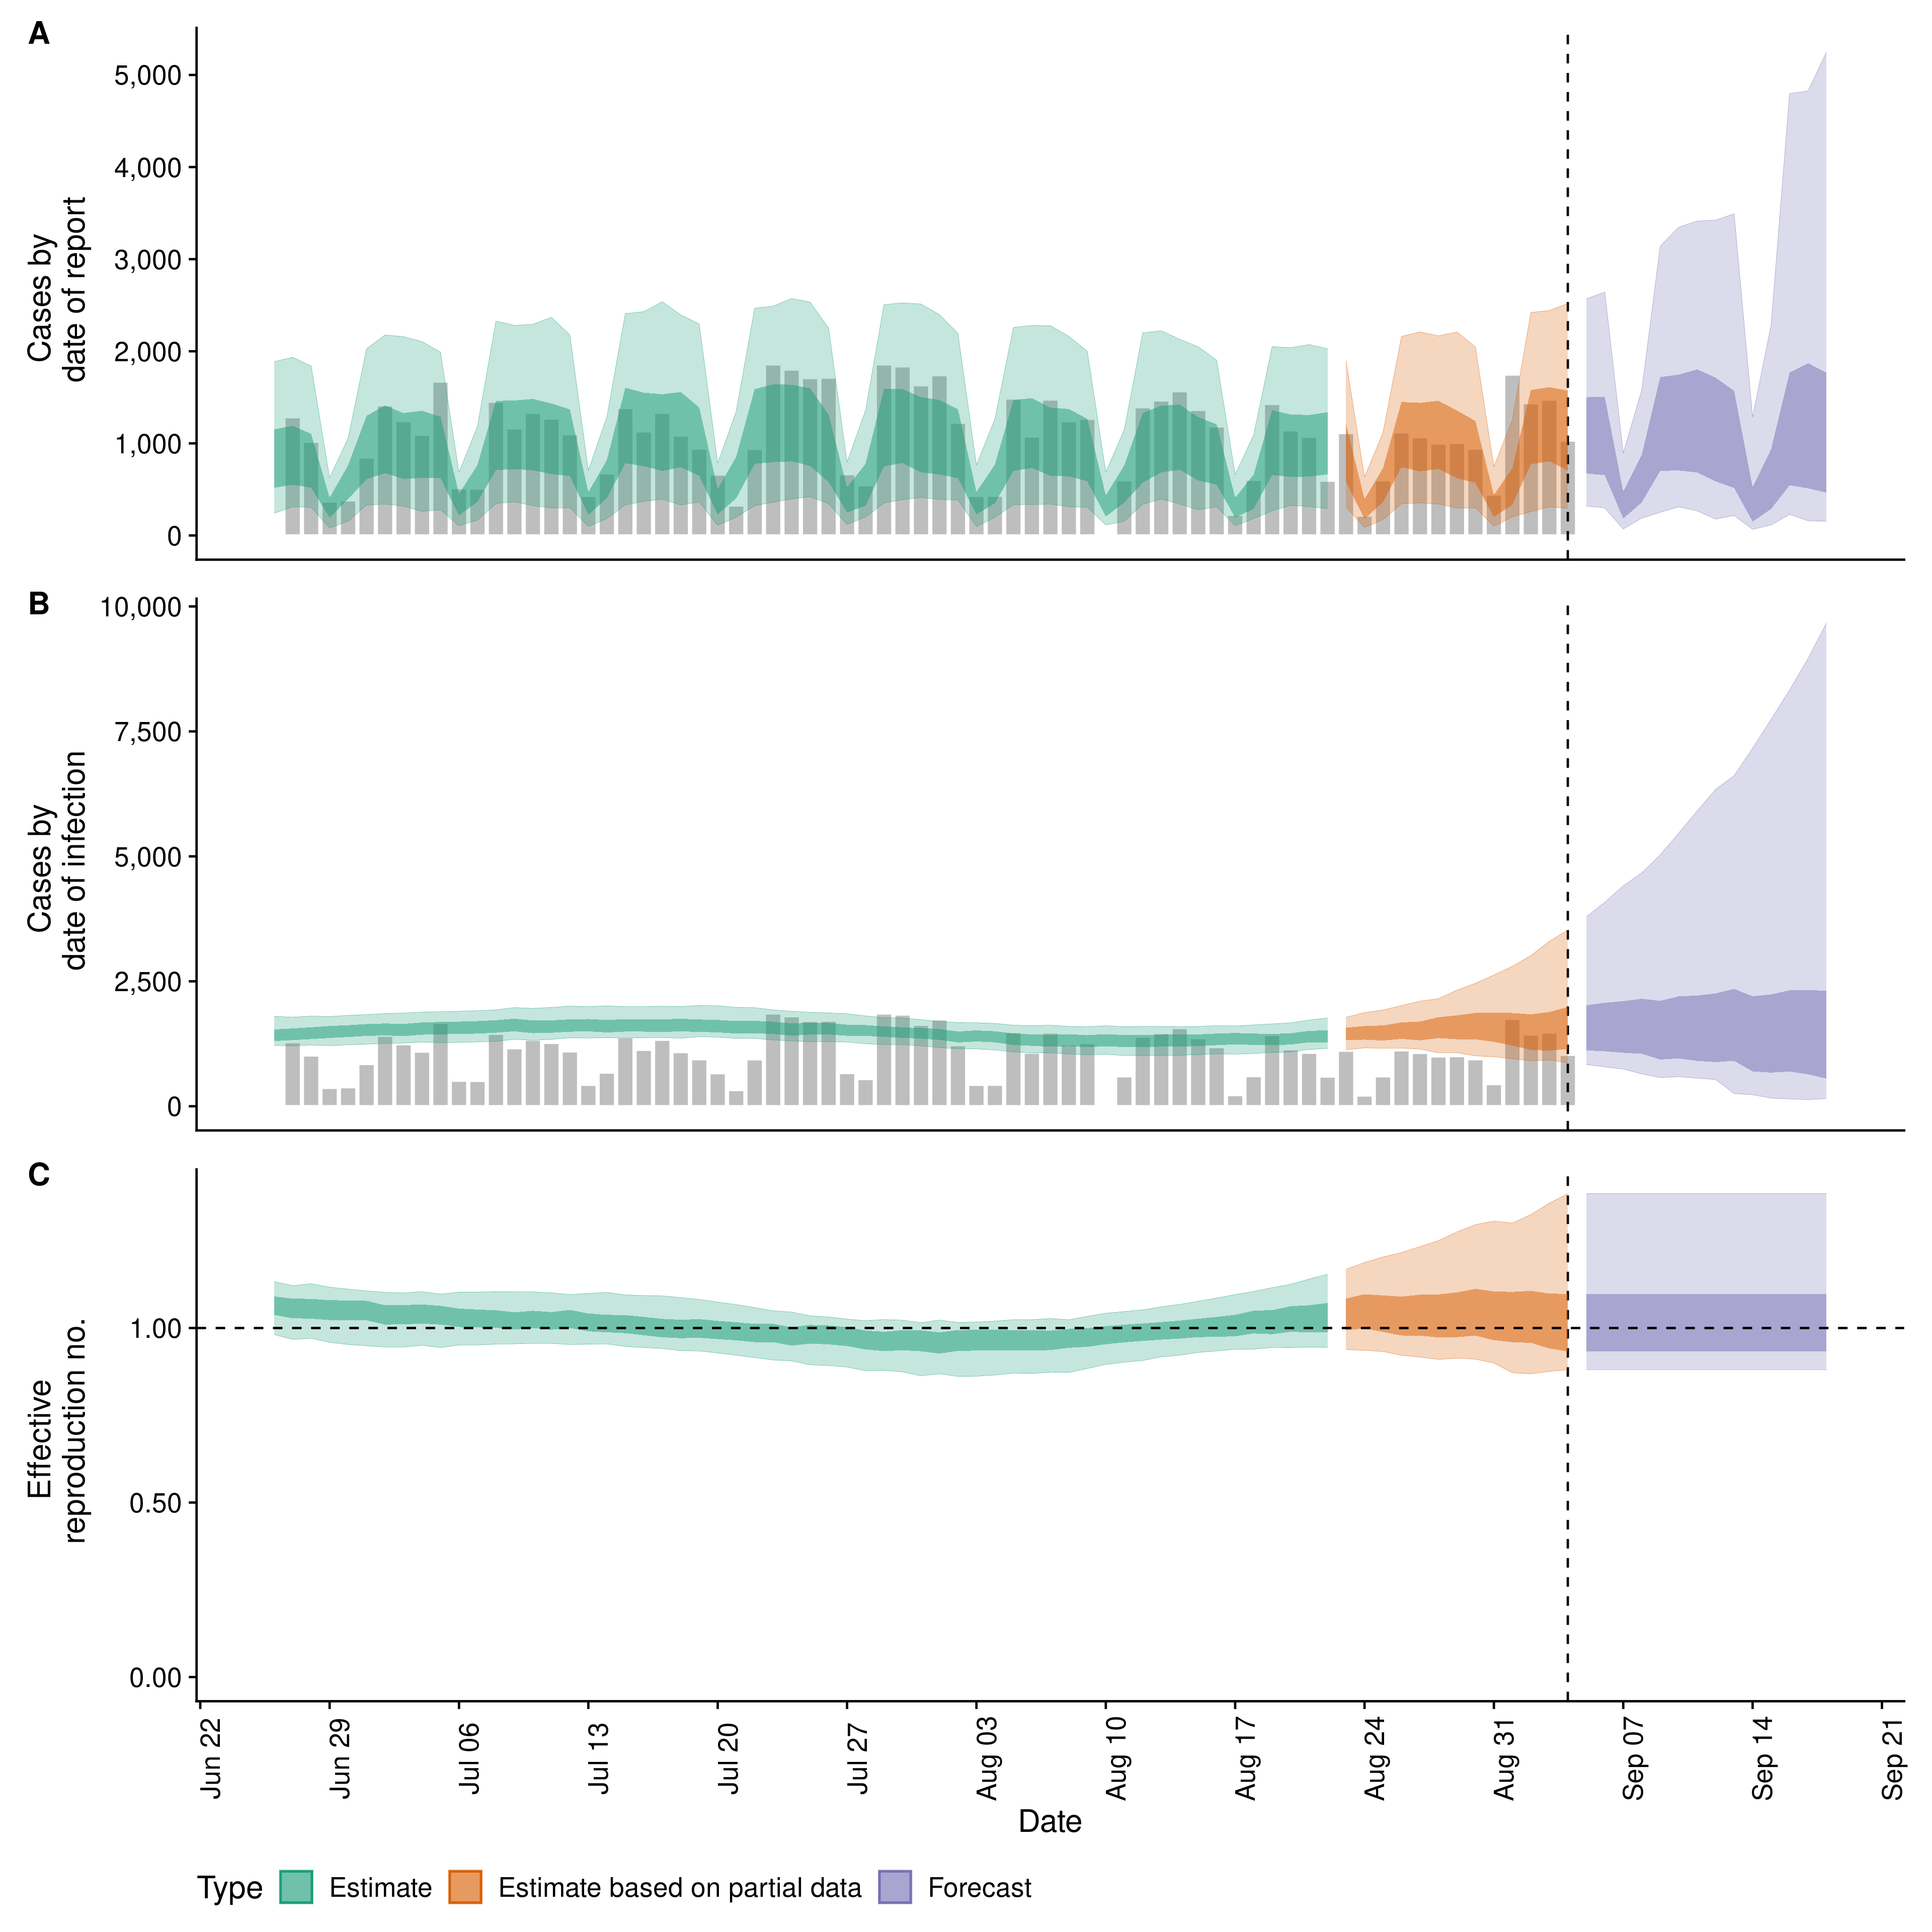 A
5,000
4,000
3,000
2,000
1,000
0
Cases by
date of report
B
10,000
7,500
5,000
2,500
0
Cases by
date of infection
C
1.00
0.50
0.00
Effective
reproduction no.
Jun 22
Jun 29
Jul 06
Jul 13
Jul 20
Jul 27
Aug 03
Aug 10
Aug 17
Aug 24
Aug 31
Sep 07
Sep 14
Sep 21
Date
Type Estimate Estimate based on partial data Forecast